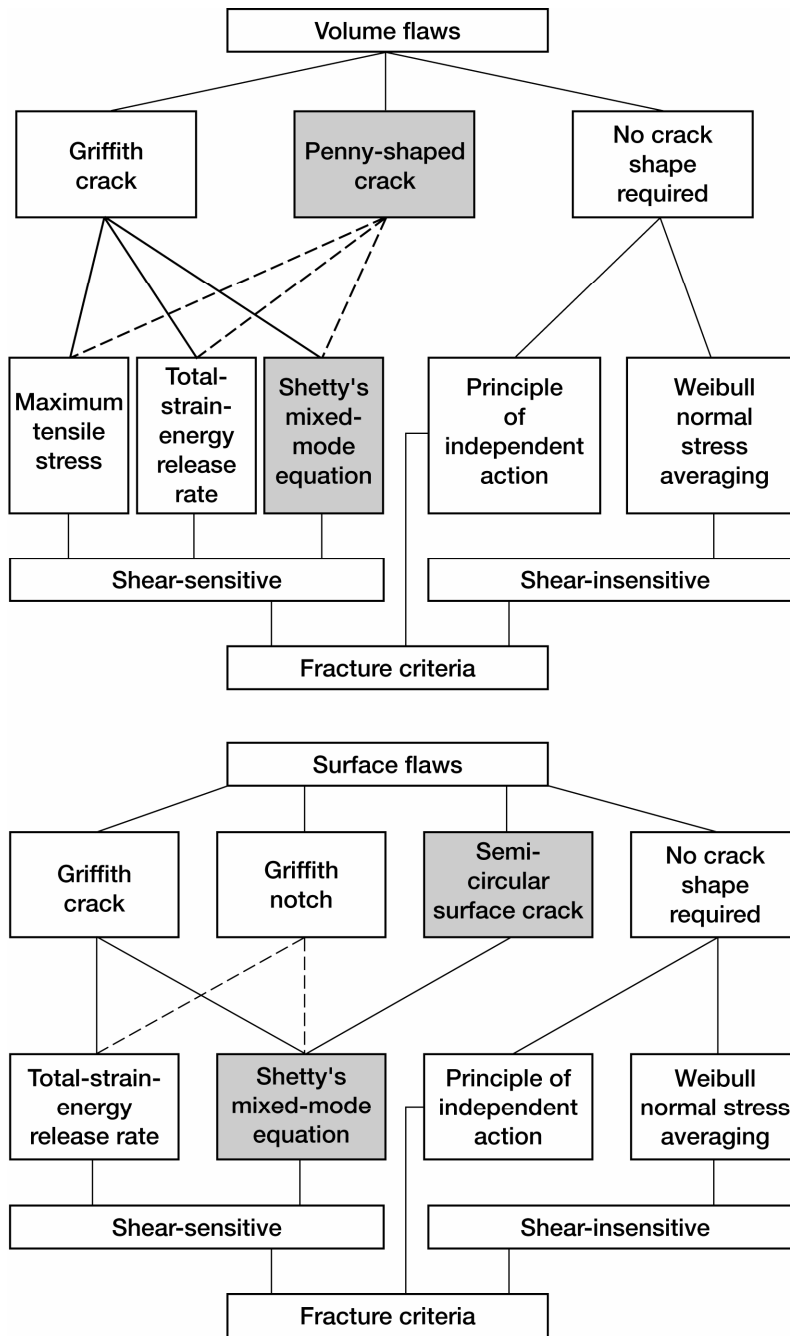 Volume flaws
Griffith
crack
Penny-shaped
crack
No crack
shape
required
Maximum
tensile
stress
Total-
strain-
energy
release
rate
Shetty's
mixed-
mode
equation
Principle
of
independent
action
Weibull
normal
stress
averaging
Shear-sensitive
Shear-insensitive
Fracture criteria
Surface flaws
Griffith
crack
Griffith
notch
Semi-
circular
surface crack
No crack
shape
required
Total-strain-
energy
release rate
Shetty's
mixed-mode
equation
Principle of
independent
action
Weibull
normal stress
averaging
Shear-sensitive
Shear-insensitive
Fracture criteria